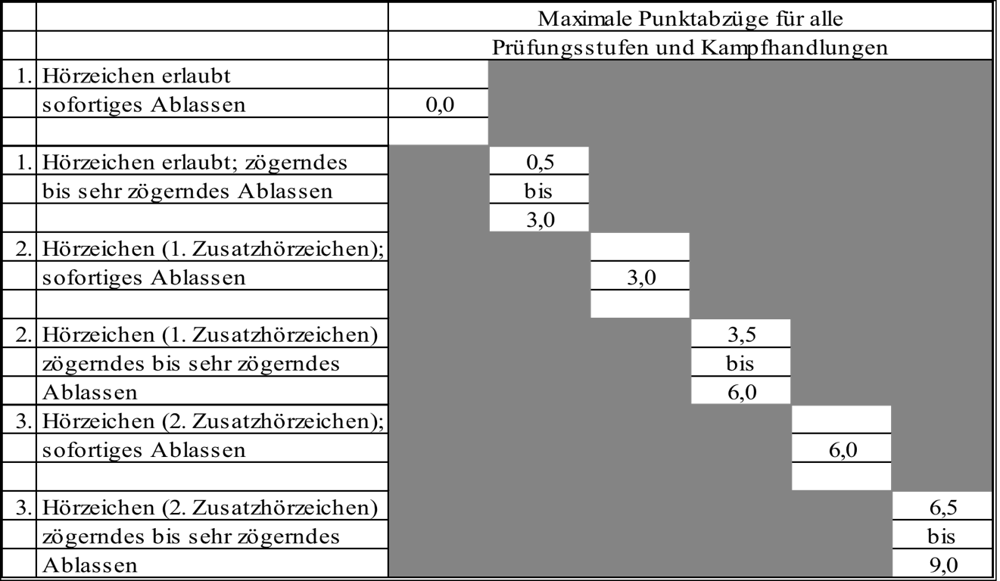 Maximale Punktabzüge für alle
Prüfungsstufen und Kampfhandlungen
1. Hörzeichen erlaubt
sofortiges Ablassen 0,0
1. Hörzeichen erlaubt; zögerndes 0,5
bis sehr zögerndes Ablassen bis
3,0
2. Hörzeichen (1. Zusatzhörzeichen);
sofortiges Ablassen 3,0
2. Hörzeichen (1. Zusatzhörzeichen) 3,5
zögerndes bis sehr zögerndes bis
Ablassen 6,0
3. Hörzeichen (2. Zusatzhörzeichen);
sofortiges Ablassen 6,0
3. Hörzeichen (2. Zusatzhörzeichen) 6,5
zögerndes bis sehr zögerndes bis
Ablassen 9,0